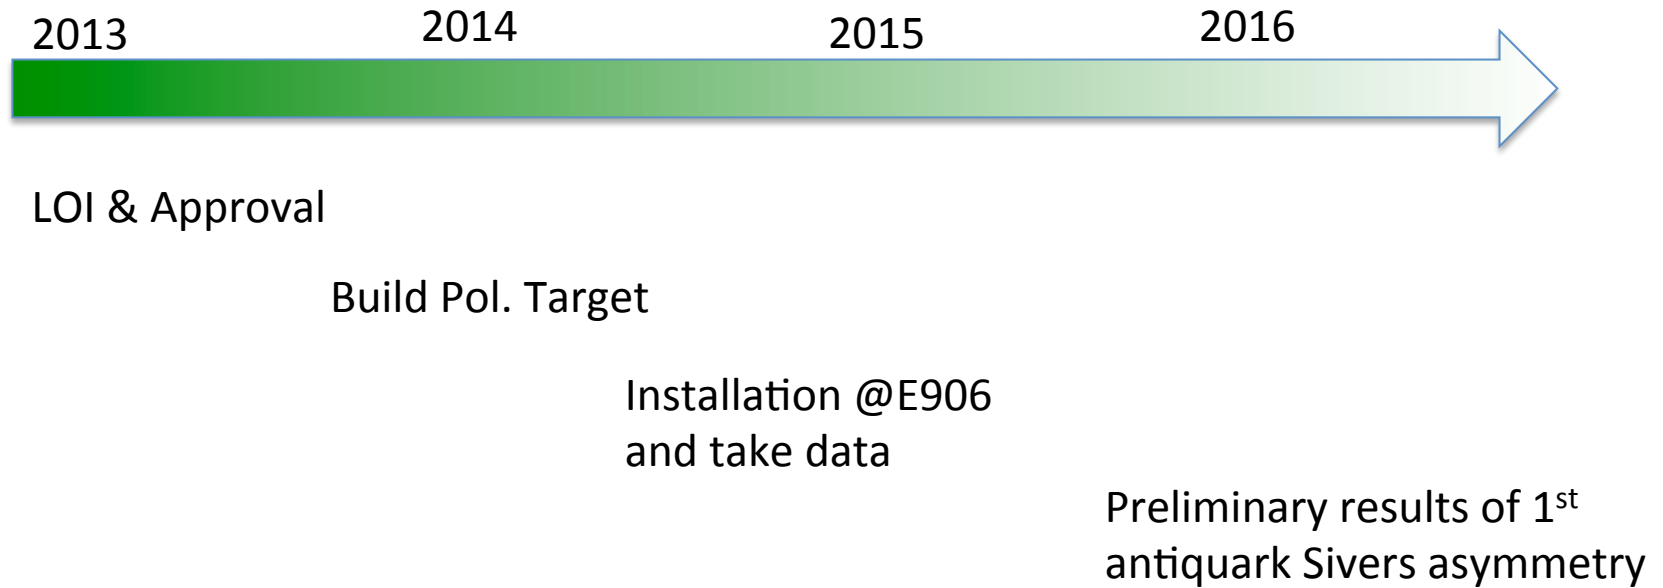 2013
2014
2015
2016
LOI & Approval
Build Pol. Target
Installation @E906
and take data
Preliminary results of 1st
antiquark Sivers asymmetry